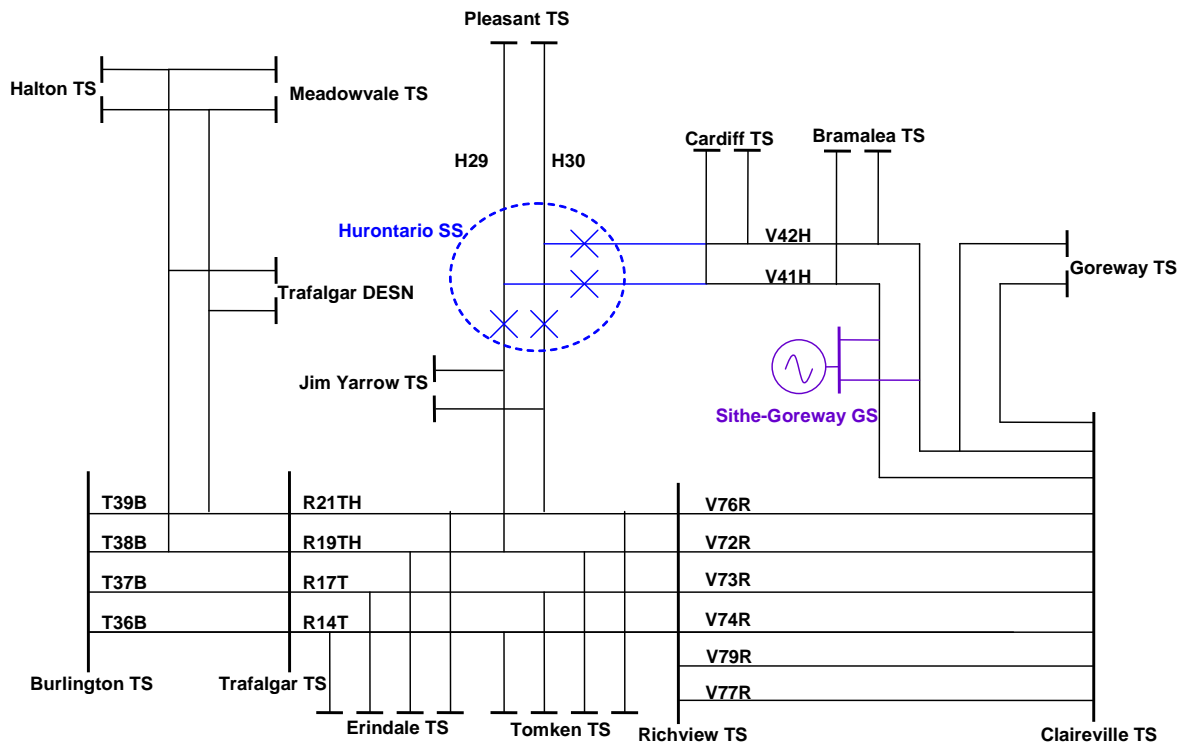 Pleasant TS
Halton TS
Meadowvale TS
Cardiff TS
Bramalea TS
H29
H30
Hurontario SS
V42H
V41H
Goreway TS
Trafalgar DESN
Jim Yarrow TS
Sithe-Goreway GS
T39B
R21TH
V76R
T38B
R19TH
V72R
T37B
R17T
V73R
T36B
R14T
V74R
V79R
V77R
Burlington TS
Trafalgar TS
Erindale TS
Tomken TS
Richview TS
Claireville TS